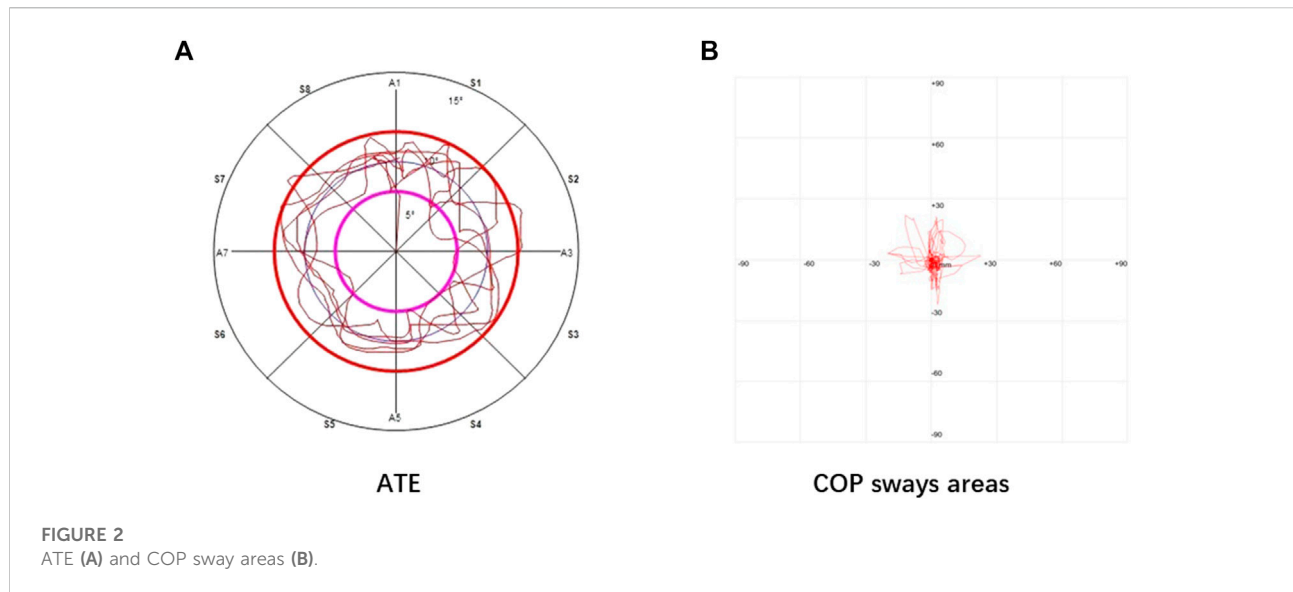 A
B
A1
S1
S8
15°
10°
S7
S2
5°
A7
A3
S6
S3
A5
S5
S4
+90
+60
+30
-90
-60
-30
mm
+30
+60
+90
-30
-60
-90
ATE
COP sways areas
FIGURE 2
ATE (A) and COP sway areas (B).